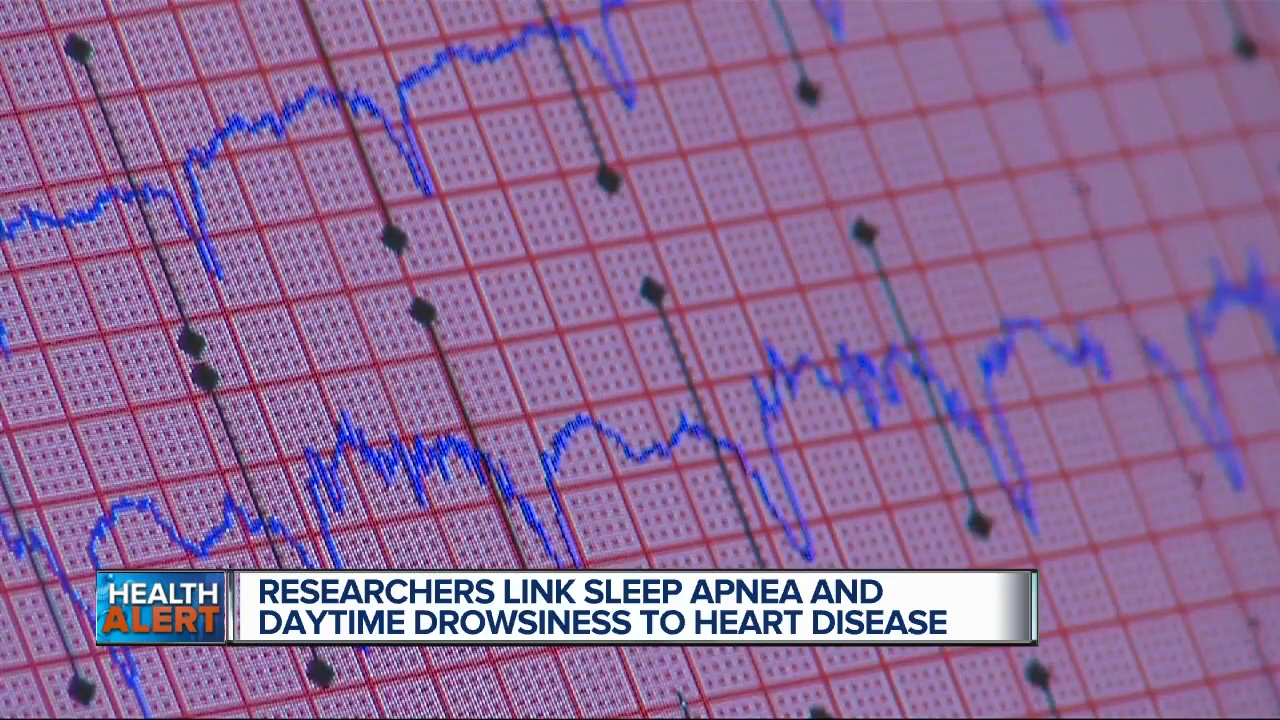 HEALTH
ALERT
RESEARCHERS LINK SLEEP APNEA AND
DAYTIME DROWSINESS TO HEART DISEASE